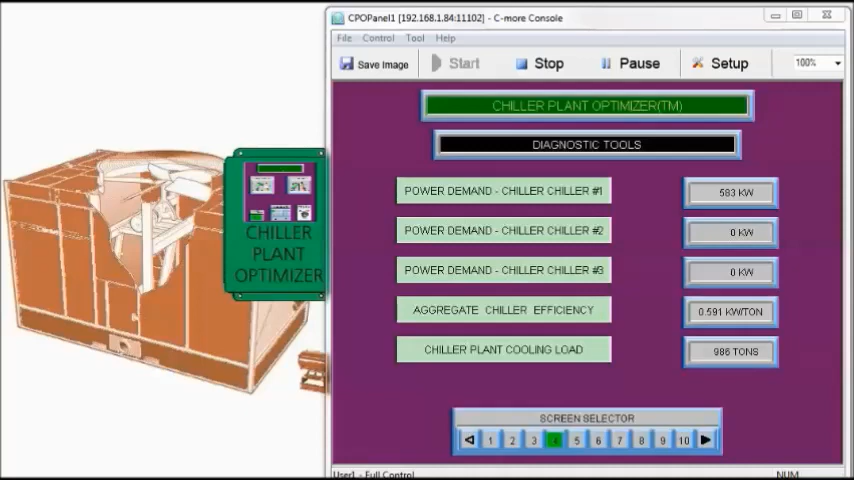 CPOPanel1 [192.168.1.84:11102] - C-more Console
File Control Tool Help
Save Image Start Stop Pause Setup 100%
CHILLER PLANT OPTIMIZER(TM)
DIAGNOSTIC TOOLS
POWER DEMAND - CHILLER CHILLER #1 583 KW
POWER DEMAND - CHILLER CHILLER #2 0 KW
POWER DEMAND - CHILLER CHILLER #3 0 KW
AGGREGATE CHILLER EFFICIENCY 0.591 KW/TON
CHILLER PLANT COOLING LOAD 986 TONS
SCREEN SELECTOR
1 2 3 4 5 6 7 8 9 10
User1 - Full Control NUM
CHILLER
PLANT
OPTIMIZER